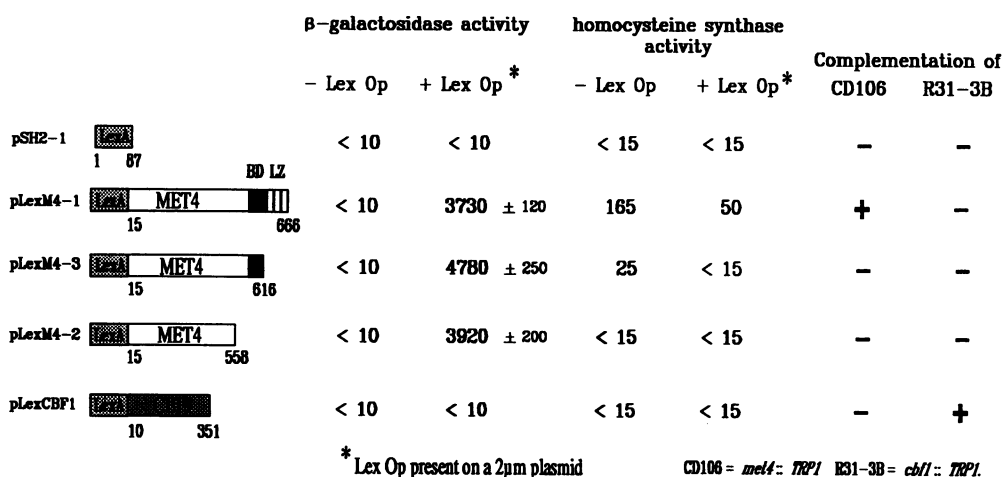 β-galactosidase activity homocysteine synthase activity Complementation of
- Lex Op + Lex Op * - Lex Op + Lex Op * CD106 R31-3B
pSH2-1 LexA < 10 < 10 < 15 < 15 - -
1 87
BD LZ
pLexM4-1 LexA MET4 < 10 3730 ± 120 165 50 + -
15 666
pLexM4-3 LexA MET4 < 10 4780 ± 250 25 < 15 - -
15 616
pLexM4-2 LexA MET4 < 10 3920 ± 200 < 15 < 15 - -
15 558
pLexCBF1 LexA < 10 < 10 < 15 < 15 - +
10 351
* Lex Op present on a 2µm plasmid CD106 = met4:: TRP1 R31-3B = cbf1:: TRP1.